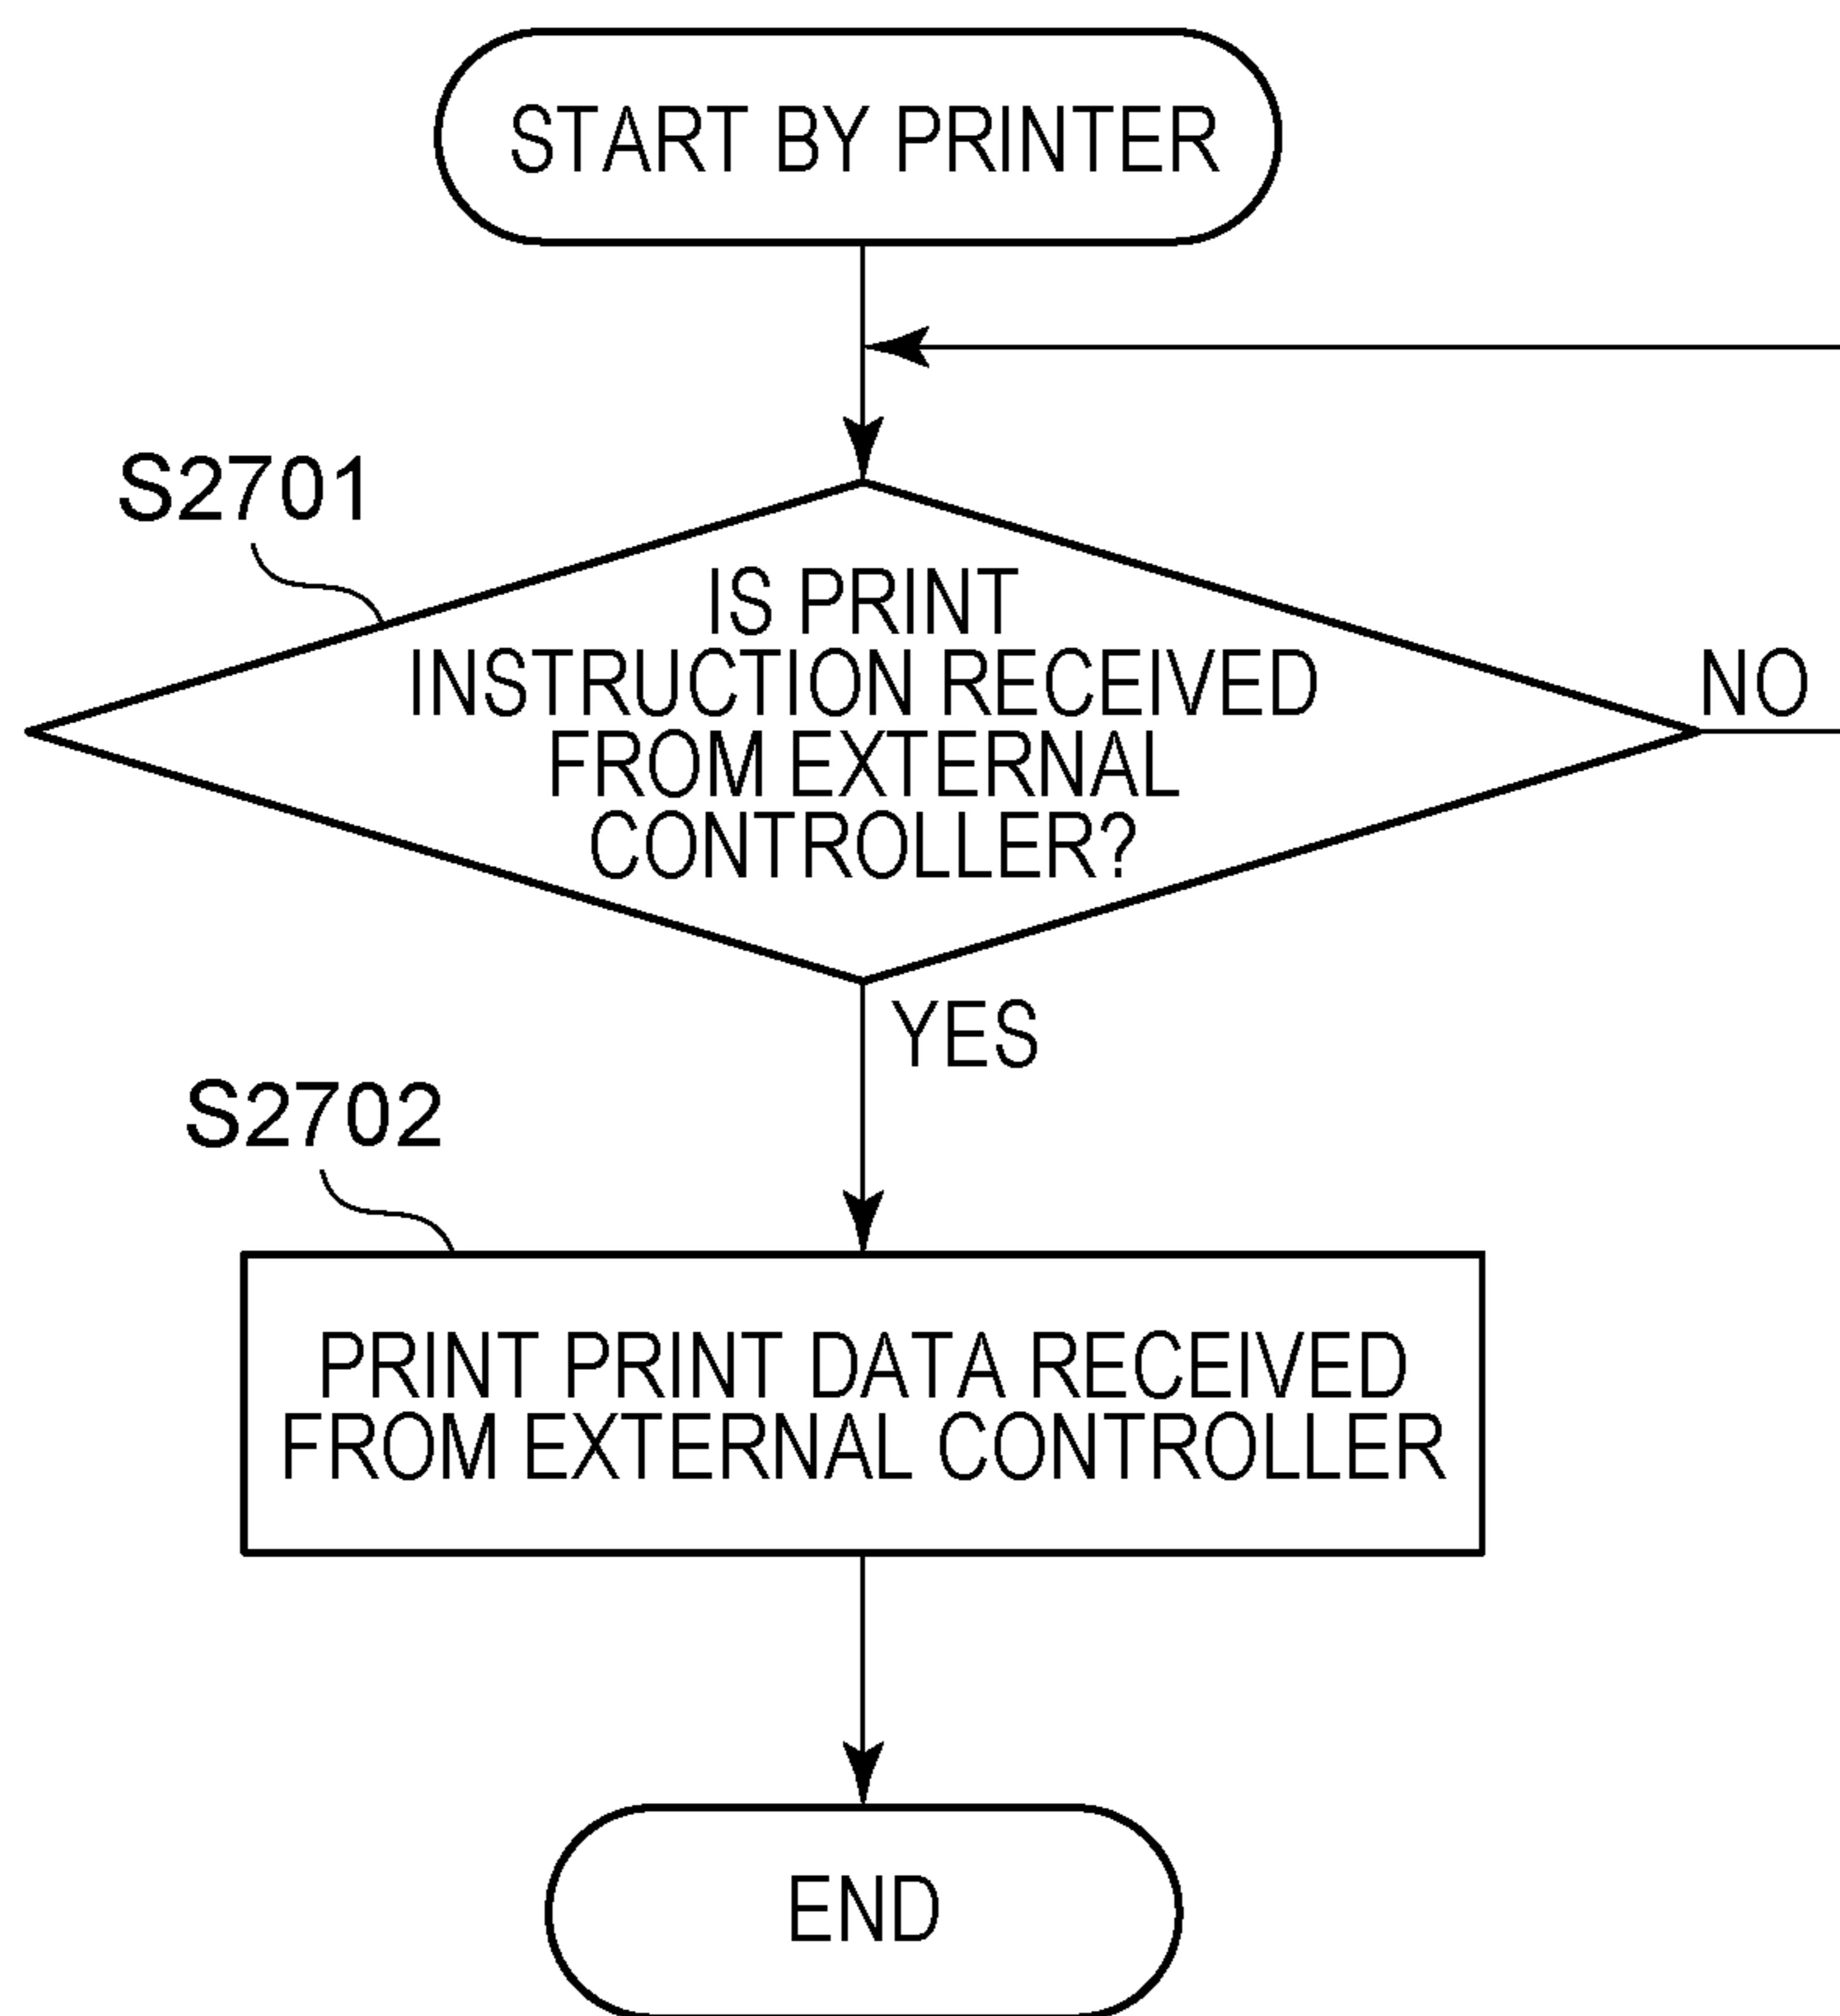 START BY PRINTER
S2701
IS PRINT
INSTRUCTION RECEIVED
FROM EXTERNAL
CONTROLLER?
NO
YES
S2702
PRINT PRINT DATA RECEIVED
FROM EXTERNAL CONTROLLER
END